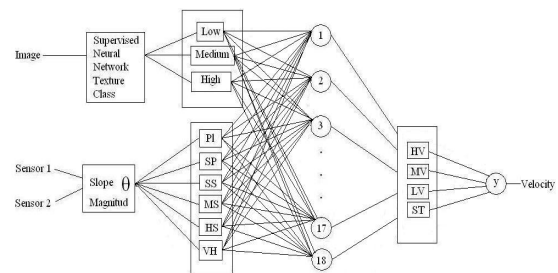 Image
Supervised
Neural
Network
Texture
Class
Low
Medium
High
Sensor 1
Sensor 2
Slope θ
Magnitud
Pl
SP
SS
MS
HS
VH
1
2
3
17
18
HV
MV
LV
ST
y
Velocity